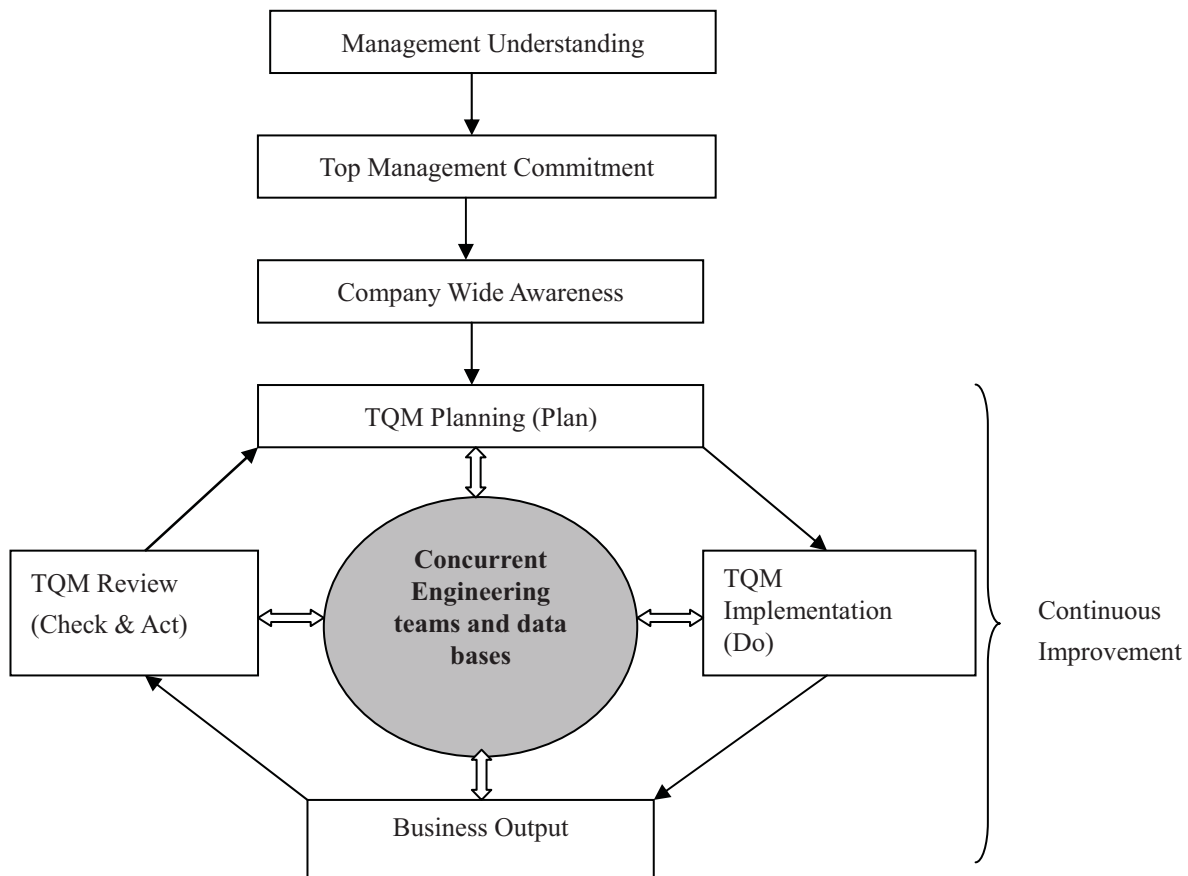 Management Understanding
Top Management Commitment
Company Wide Awareness
TQM Planning (Plan)
Concurrent
Engineering
teams and data
bases
TQM Review
(Check & Act)
TQM
Implementation
(Do)
Continuous
Improvement
Business Output